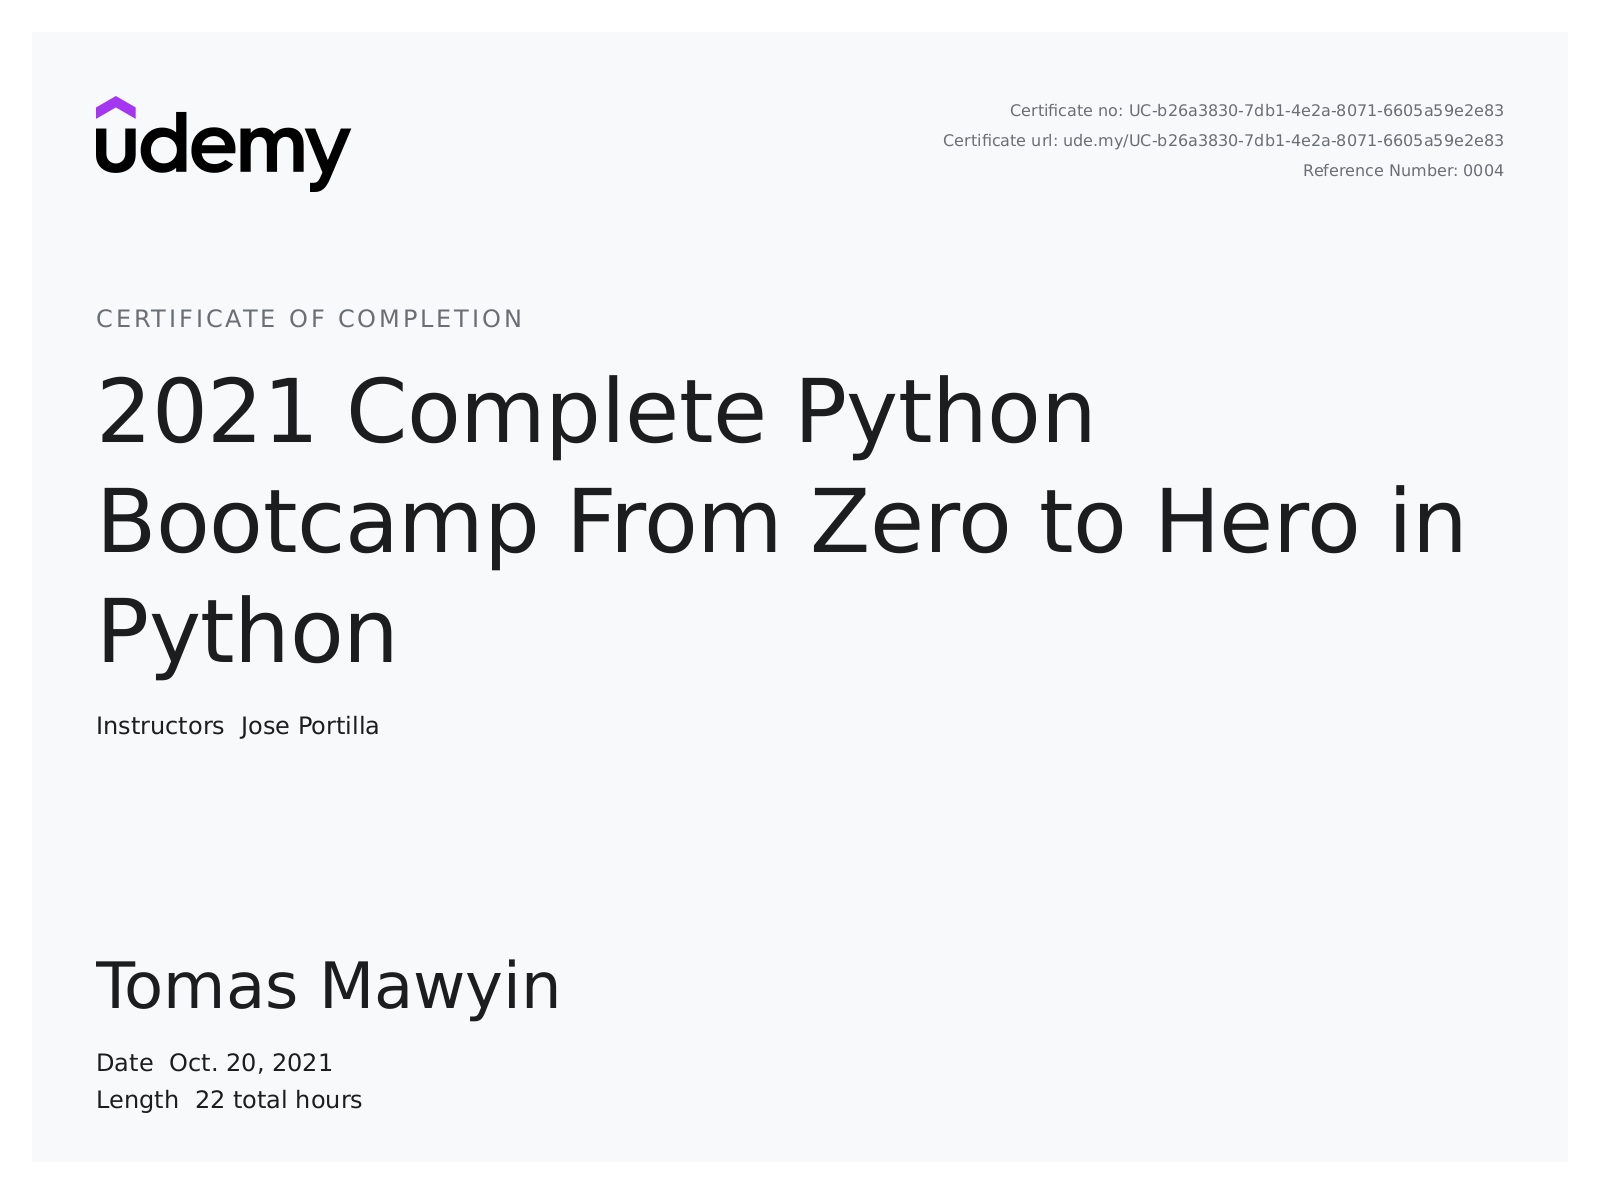 udemy
Certificate no: UC-b26a3830-7db1-4e2a-8071-6605a59e2e83
Certificate url: ude.my/UC-b26a3830-7db1-4e2a-8071-6605a59e2e83
Reference Number: 0004
CERTIFICATE OF COMPLETION
2021 Complete Python
Bootcamp From Zero to Hero in
Python
Instructors Jose Portilla
Tomas Mawyin
Date Oct. 20, 2021
Length 22 total hours